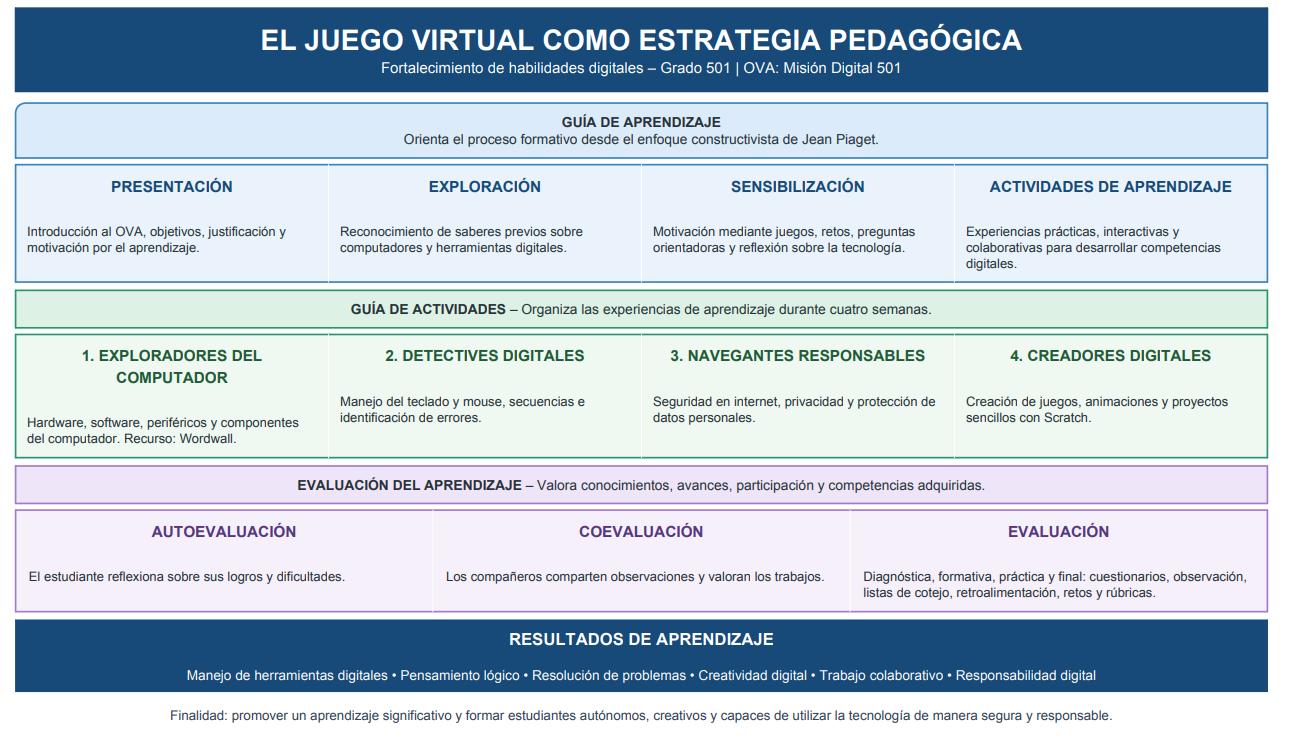 EL JUEGO VIRTUAL COMO ESTRATEGIA PEDAGÓGICA
Fortalecimiento de habilidades digitales – Grado 501 | OVA: Misión Digital 501
GUÍA DE APRENDIZAJE
Orienta el proceso formativo desde el enfoque constructivista de Jean Piaget.
PRESENTACIÓN
Introducción al OVA, objetivos, justificación y
motivación por el aprendizaje.
EXPLORACIÓN
Reconocimiento de saberes previos sobre
computadores y herramientas digitales.
SENSIBILIZACIÓN
Motivación mediante juegos, retos, preguntas
orientadoras y reflexión sobre la tecnología.
ACTIVIDADES DE APRENDIZAJE
Experiencias prácticas, interactivas y
colaborativas para desarrollar competencias
digitales.
GUÍA DE ACTIVIDADES – Organiza las experiencias de aprendizaje durante cuatro semanas.
1. EXPLORADORES DEL
COMPUTADOR
Hardware, software, periféricos y componentes
del computador. Recurso: Wordwall.
2. DETECTIVES DIGITALES
Manejo del teclado y mouse, secuencias e
identificación de errores.
3. NAVEGANTES RESPONSABLES
Seguridad en internet, privacidad y protección de
datos personales.
4. CREADORES DIGITALES
Creación de juegos, animaciones y proyectos
sencillos con Scratch.
EVALUACIÓN DEL APRENDIZAJE – Valora conocimientos, avances, participación y competencias adquiridas.
AUTOEVALUACIÓN
El estudiante reflexiona sobre sus logros y dificultades.
COEVALUACIÓN
Los compañeros comparten observaciones y valoran los trabajos.
EVALUACIÓN
Diagnóstica, formativa, práctica y final: cuestionarios, observación,
listas de cotejo, retroalimentación, retos y rúbricas.
RESULTADOS DE APRENDIZAJE
Manejo de herramientas digitales • Pensamiento lógico • Resolución de problemas • Creatividad digital • Trabajo colaborativo • Responsabilidad digital
Finalidad: promover un aprendizaje significativo y formar estudiantes autónomos, creativos y capaces de utilizar la tecnología de manera segura y responsable.